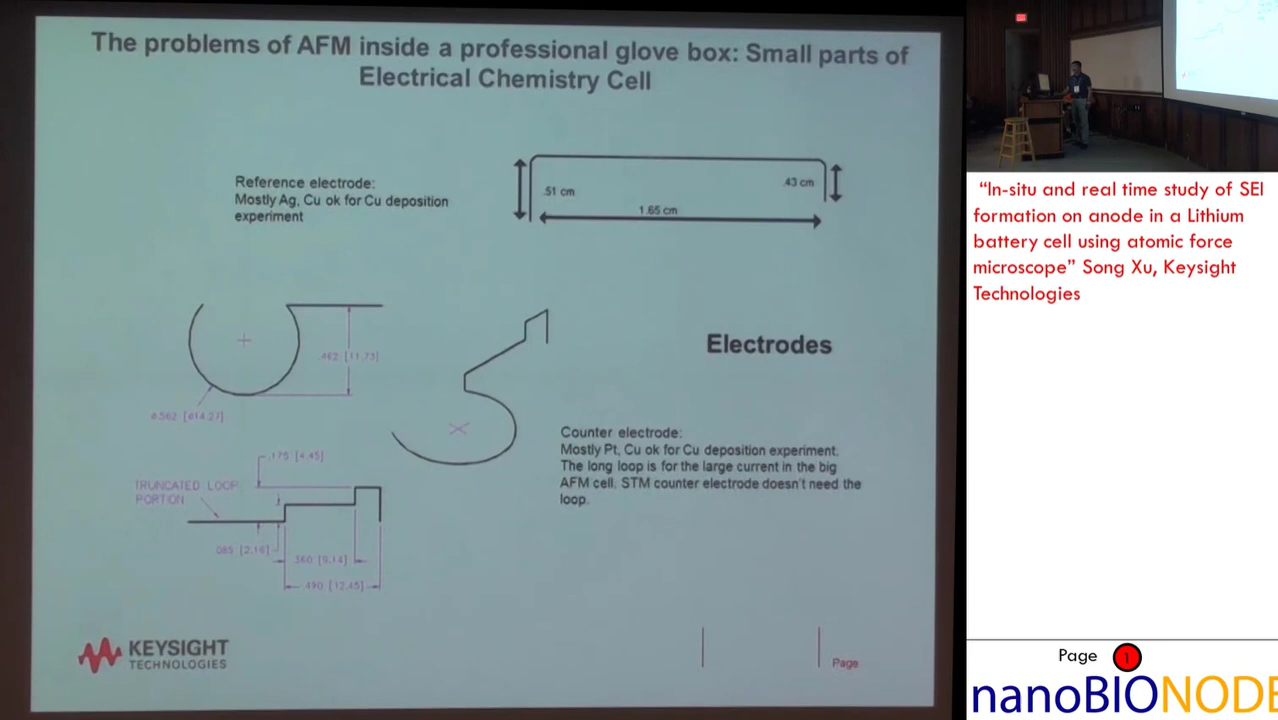 The problems of AFM inside a professional glove box: Small parts of
Electrical Chemistry Cell
Reference electrode:
Mostly Ag, Cu ok for Cu deposition
experiment
.51 cm
.43 cm
1.65 cm
.462 [11.73]
ø.562 [ø14.27]
Electrodes
Counter electrode:
Mostly Pt, Cu ok for Cu deposition experiment.
The long loop is for the large current in the big
AFM cell. STM counter electrode doesn't need the
loop.
.175 [4.45]
TRUNCATED LOOP
PORTION
.085 [2.16]
.360 [9.14]
.490 [12.45]
KEYSIGHT
TECHNOLOGIES
Page
"In-situ and real time study of SEI
formation on anode in a Lithium
battery cell using atomic force
microscope" Song Xu, Keysight
Technologies
Page 1
nanoBIONODE